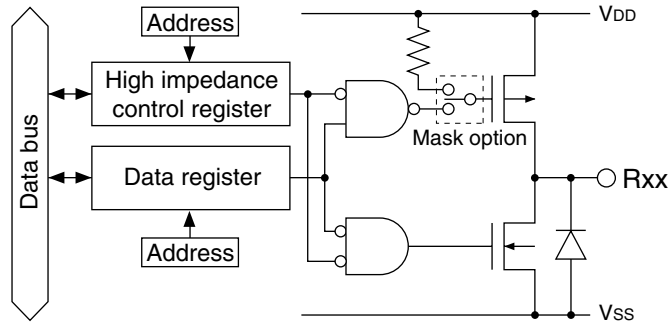 Address
VDD
High impedance
control register
Mask option
Data bus
Data register
Rxx
Address
VSS